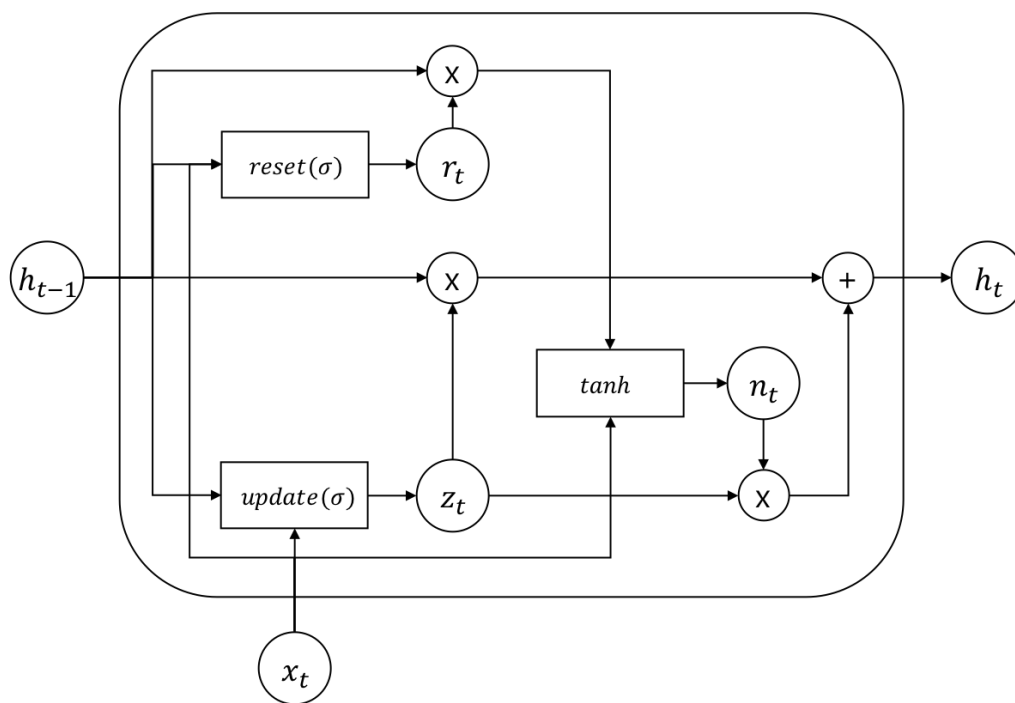 X
reset(σ)
r_t
h_{t−1}
X
+
h_t
tanh
n_t
update(σ)
z_t
X
x_t